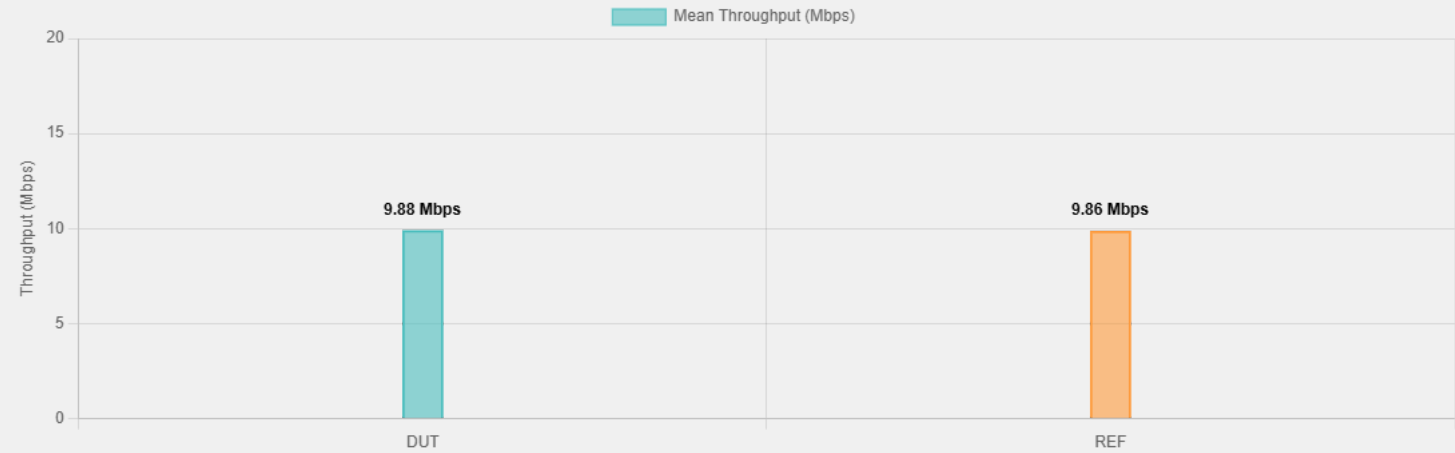 Mean Throughput (Mbps)
20
15
10
5
0
Throughput (Mbps)
9.88 Mbps
9.86 Mbps
DUT
REF